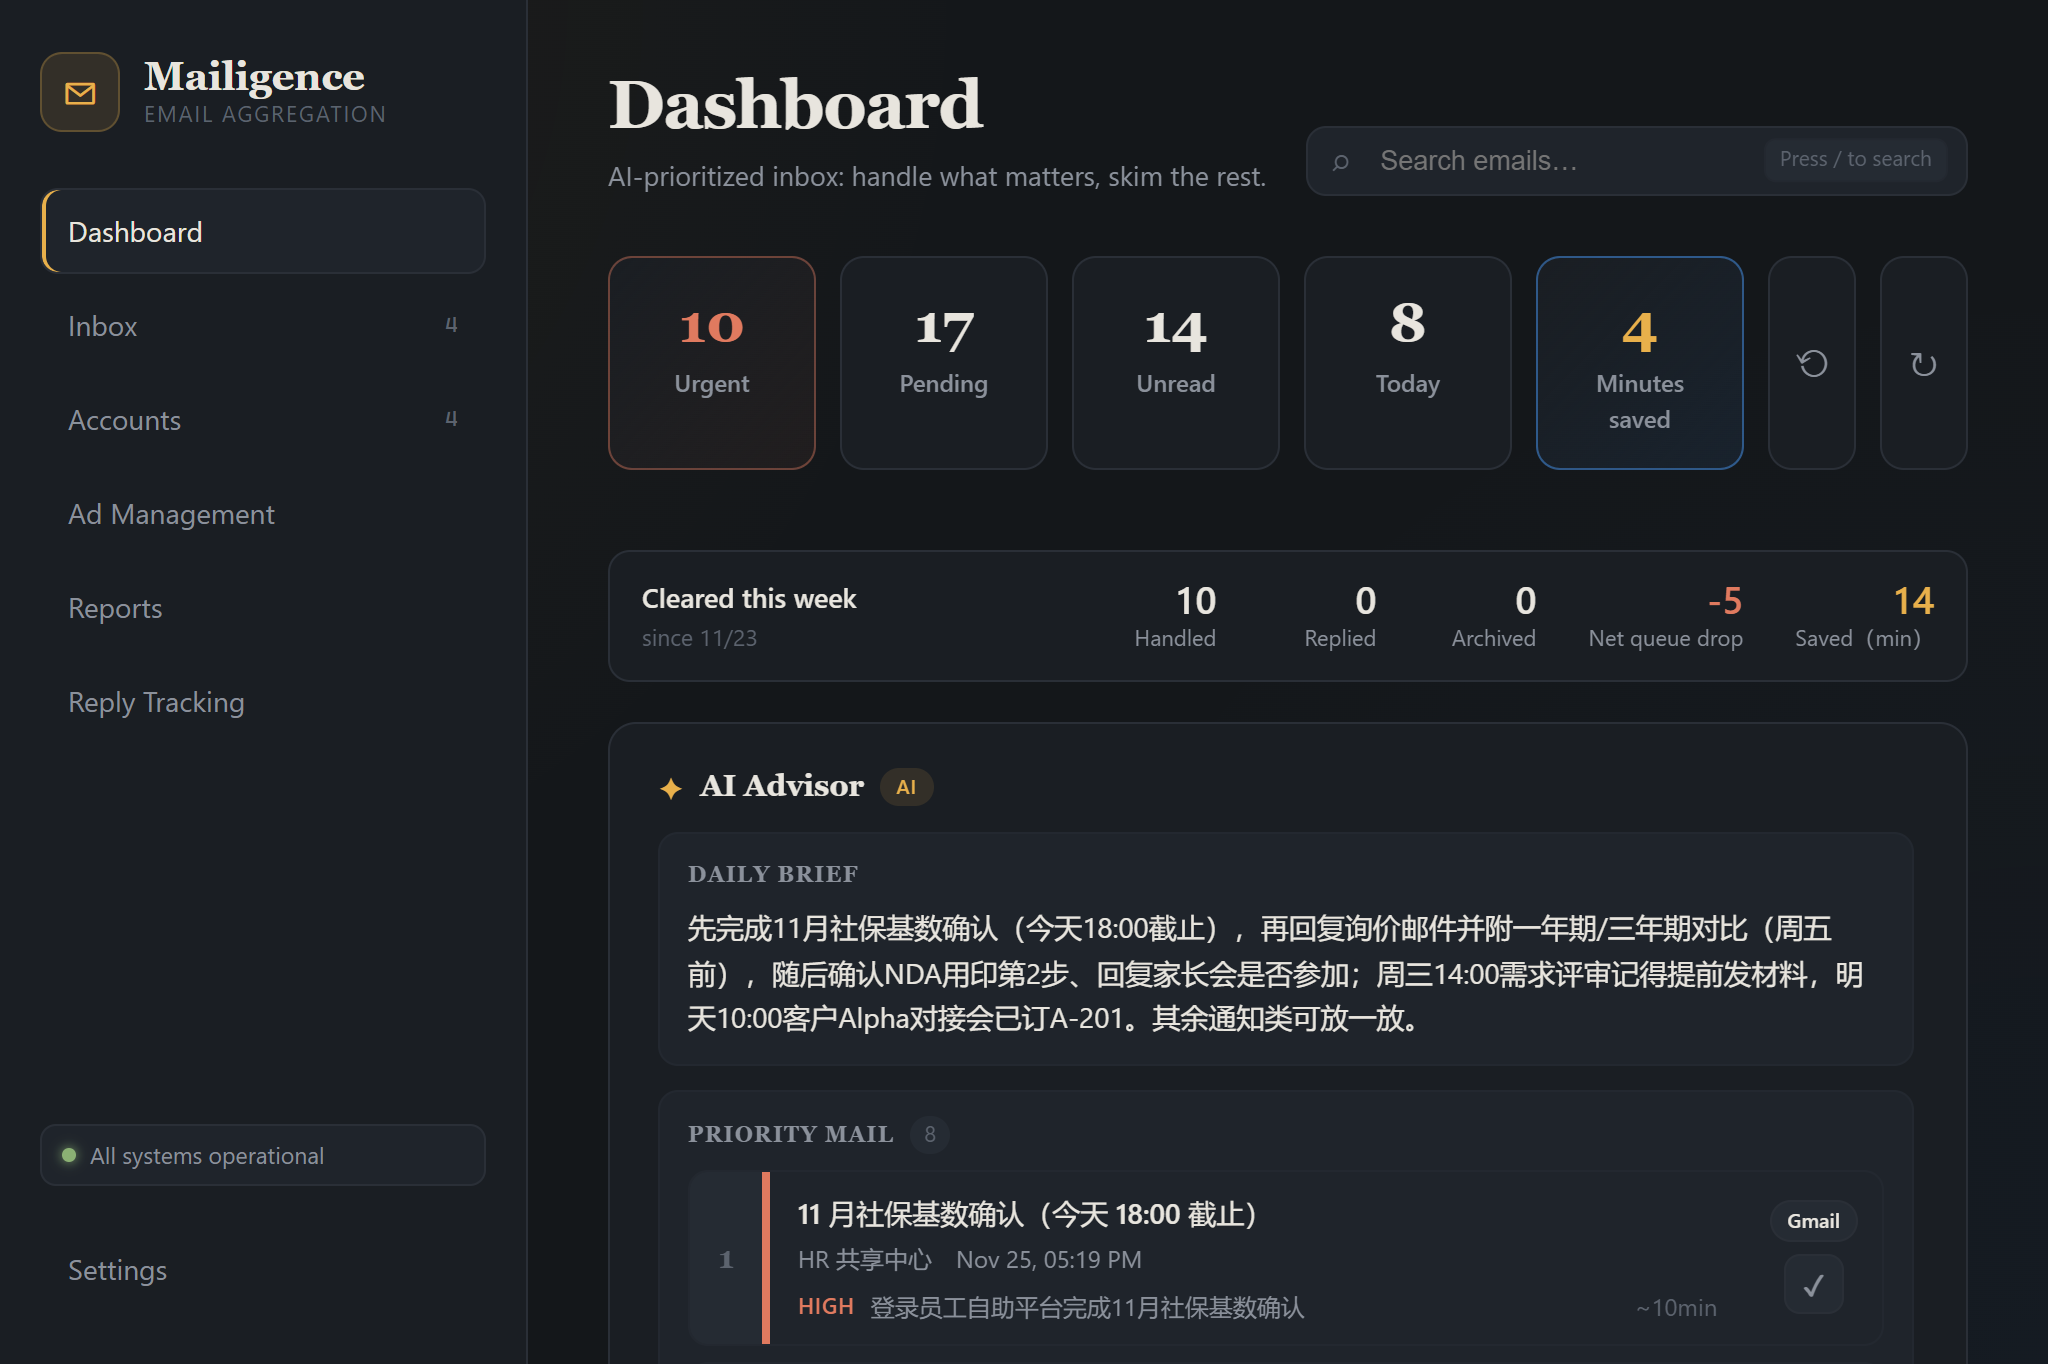 Mailigence
EMAIL AGGREGATION
Dashboard
Inbox 4
Accounts 4
Ad Management
Reports
Reply Tracking
All systems operational
Settings
Dashboard
AI-prioritized inbox: handle what matters, skim the rest.
Search emails…
Press / to search
10
Urgent
17
Pending
14
Unread
8
Today
4
Minutes
saved
Cleared this week
since 11/23
10
Handled
0
Replied
0
Archived
-5
Net queue drop
14
Saved（min）
AI Advisor AI
DAILY BRIEF
先完成11月社保基数确认（今天18:00截止），再回复询价邮件并附一年期/三年期对比（周五
前），随后确认NDA用印第2步、回复家长会是否参加；周三14:00需求评审记得提前发材料，明
天10:00客户Alpha对接会已订A-201。其余通知类可放一放。
PRIORITY MAIL 8
1
11 月社保基数确认（今天 18:00 截止）
HR 共享中心 Nov 25, 05:19 PM
HIGH 登录员工自助平台完成11月社保基数确认
~10min
Gmail